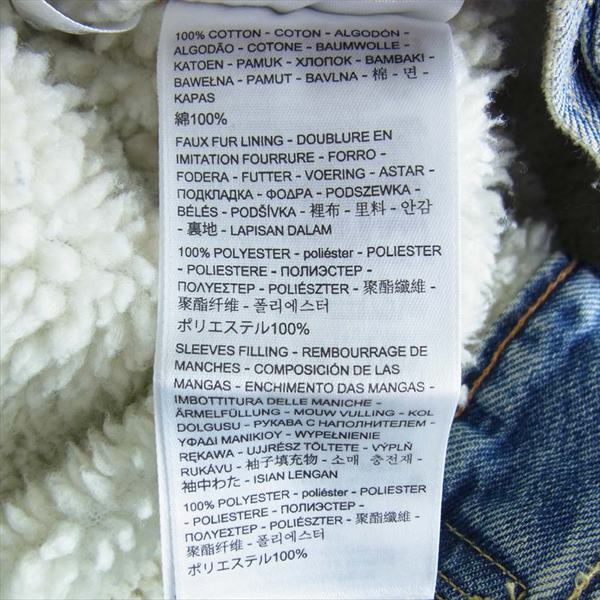 100% COTTON - COTON - ALGODÓN -
ALGODÃO - COTONE - BAUMWOLLE -
KATOEN - PAMUK - ХЛОПОК - BAMBAKI -
BAWEŁNA - PAMUT - BAVLNA - 棉 - 면 -
KAPAS
綿100%
FAUX FUR LINING - DOUBLURE EN
IMITATION FOURRURE - FORRO -
FODERA - FUTTER - VOERING - ASTAR -
ПОДКЛАДКА - ΦΟΔΡΑ - PODSZEWKA -
BÉLÉS - PODŠÍVKA - 裡布 - 里料 - 안감
- 裏地 - LAPISAN DALAM
100% POLYESTER - poliéster - POLIESTER
- POLIESTERE - ПОЛИЭСТЕР -
ΠΟΛΥΕΣΤΕΡ - POLIÉSZTER - 聚酯纖維 -
聚酯纤维 - 폴리에스터
ポリエステル100%
SLEEVES FILLING - REMBOURRAGE DE
MANCHES - COMPOSICIÓN DE LAS
MANGAS - ENCHIMENTO DAS MANGAS -
IMBOTTITURA DELLE MANICHE -
ÄRMELFÜLLUNG - MOUW VULLING - KOL
DOLGUSU - РУКАВА С НАПОЛНИТЕЛЕМ -
ΥΦΑΔΙ ΜΑΝΙΚΙΟΥ - WYPEŁNIENIE
RĘKAWA - UJJRÉSZ TÖLTETE - VÝPLŇ
RUKÁVU - 袖子填充物 - 소매 충전재 -
袖中わた - ISIAN LENGAN
100% POLYESTER - poliéster - POLIESTER
- POLIESTERE - ПОЛИЭСТЕР -
ΠΟΛΥΕΣΤΕΡ - POLIÉSZTER - 聚酯纖維 -
聚酯纤维 - 폴리에스터
ポリエステル100%